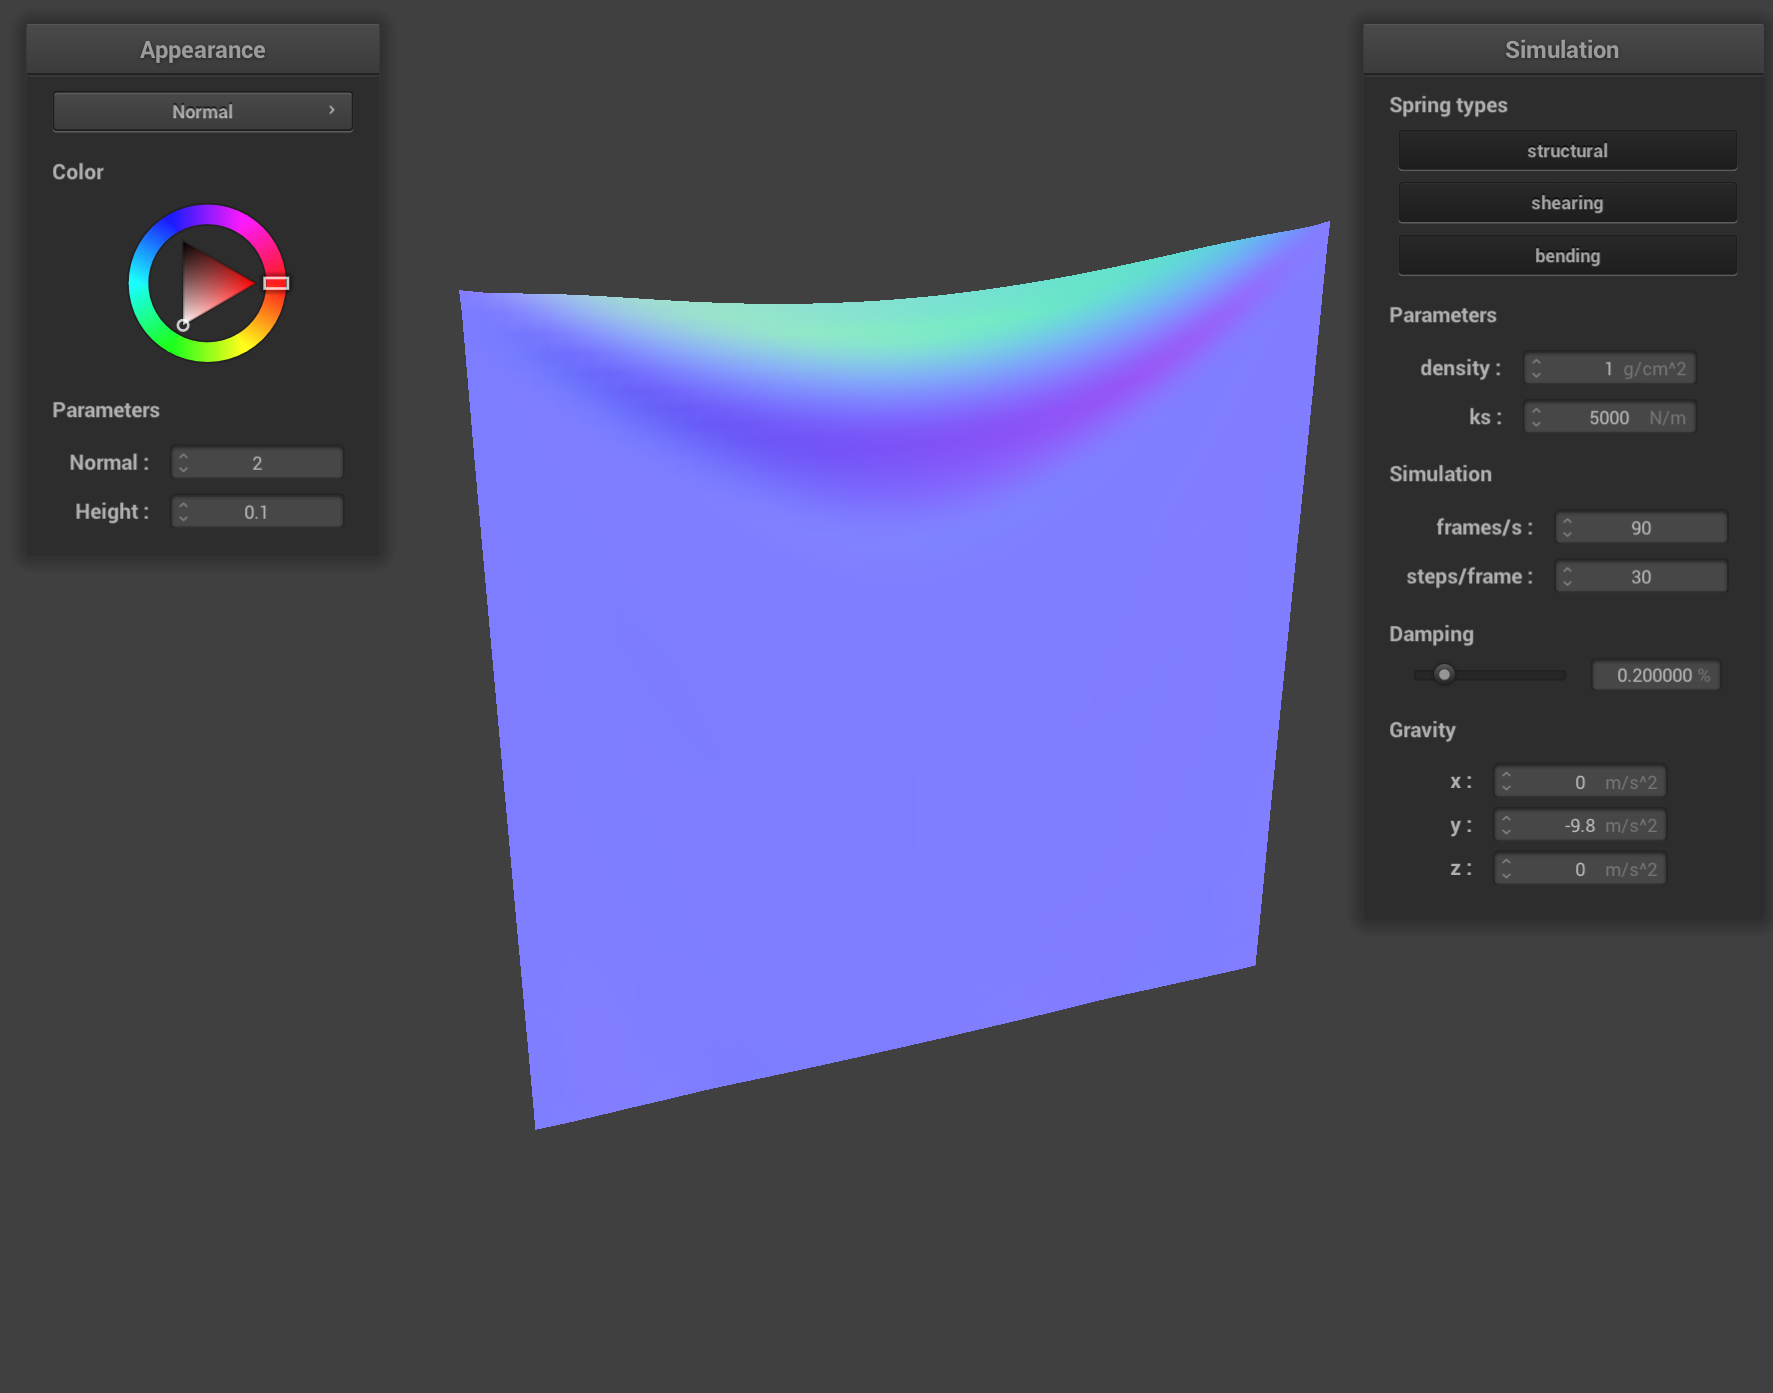 Appearance
Normal
Color
Parameters
Normal : 2
Height : 0.1
Simulation
Spring types
structural
shearing
bending
Parameters
density : 1 g/cm^2
ks : 5000 N/m
Simulation
frames/s : 90
steps/frame : 30
Damping
0.200000 %
Gravity
x : 0 m/s^2
y : -9.8 m/s^2
z : 0 m/s^2